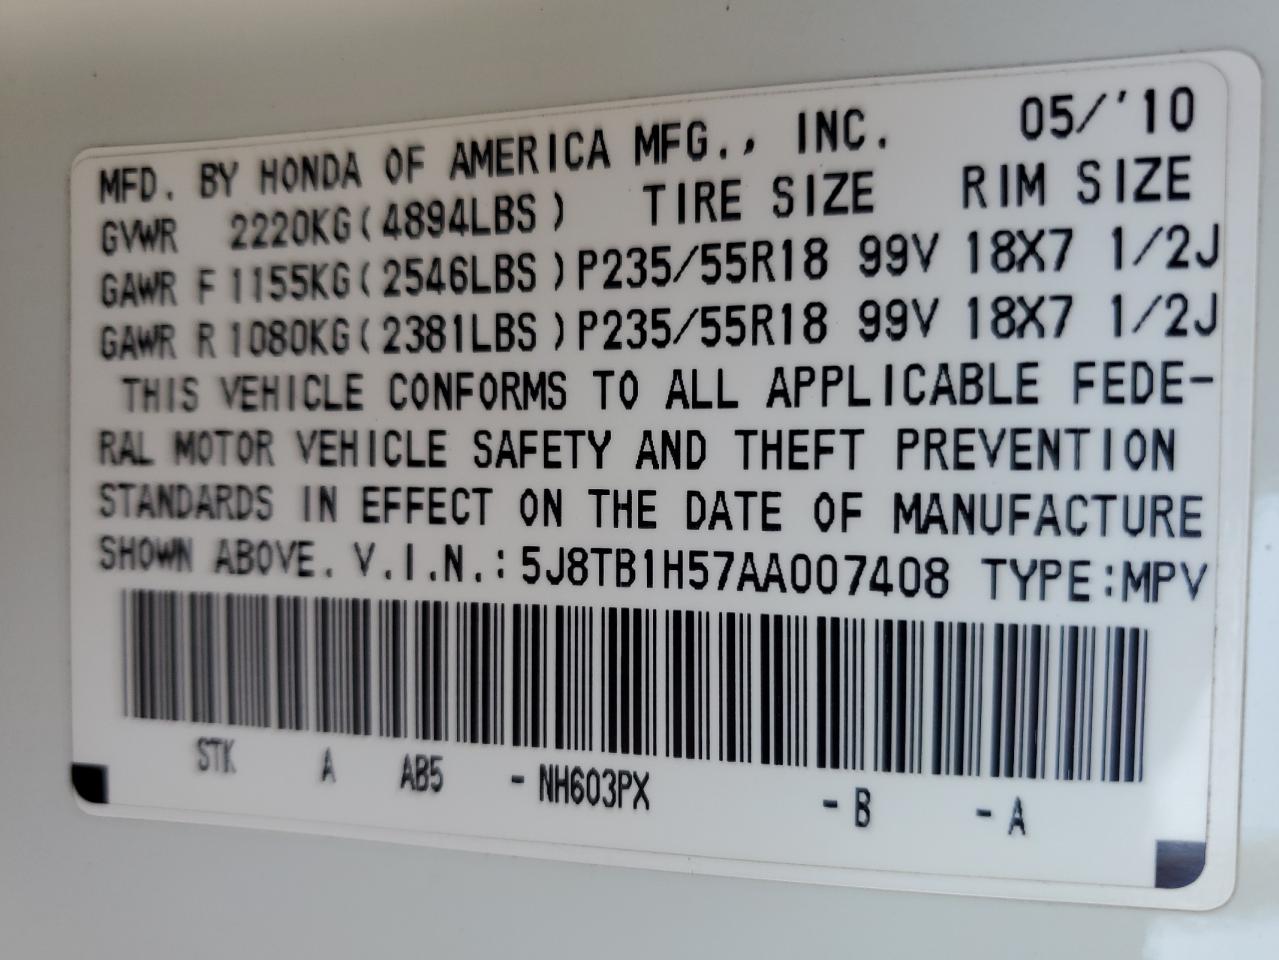 MFD. BY HONDA OF AMERICA MFG., INC. 05/'10
GVWR 2220KG(4894LBS) TIRE SIZE RIM SIZE
GAWR F 1155KG(2546LBS)P235/55R18 99V 18X7 1/2J
GAWR R 1080KG(2381LBS)P235/55R18 99V 18X7 1/2J
THIS VEHICLE CONFORMS TO ALL APPLICABLE FEDE-
RAL MOTOR VEHICLE SAFETY AND THEFT PREVENTION
STANDARDS IN EFFECT ON THE DATE OF MANUFACTURE
SHOWN ABOVE. V.I.N.: 5J8TB1H57AA007408 TYPE:MPV
STK A AB5 -NH603PX -B -A